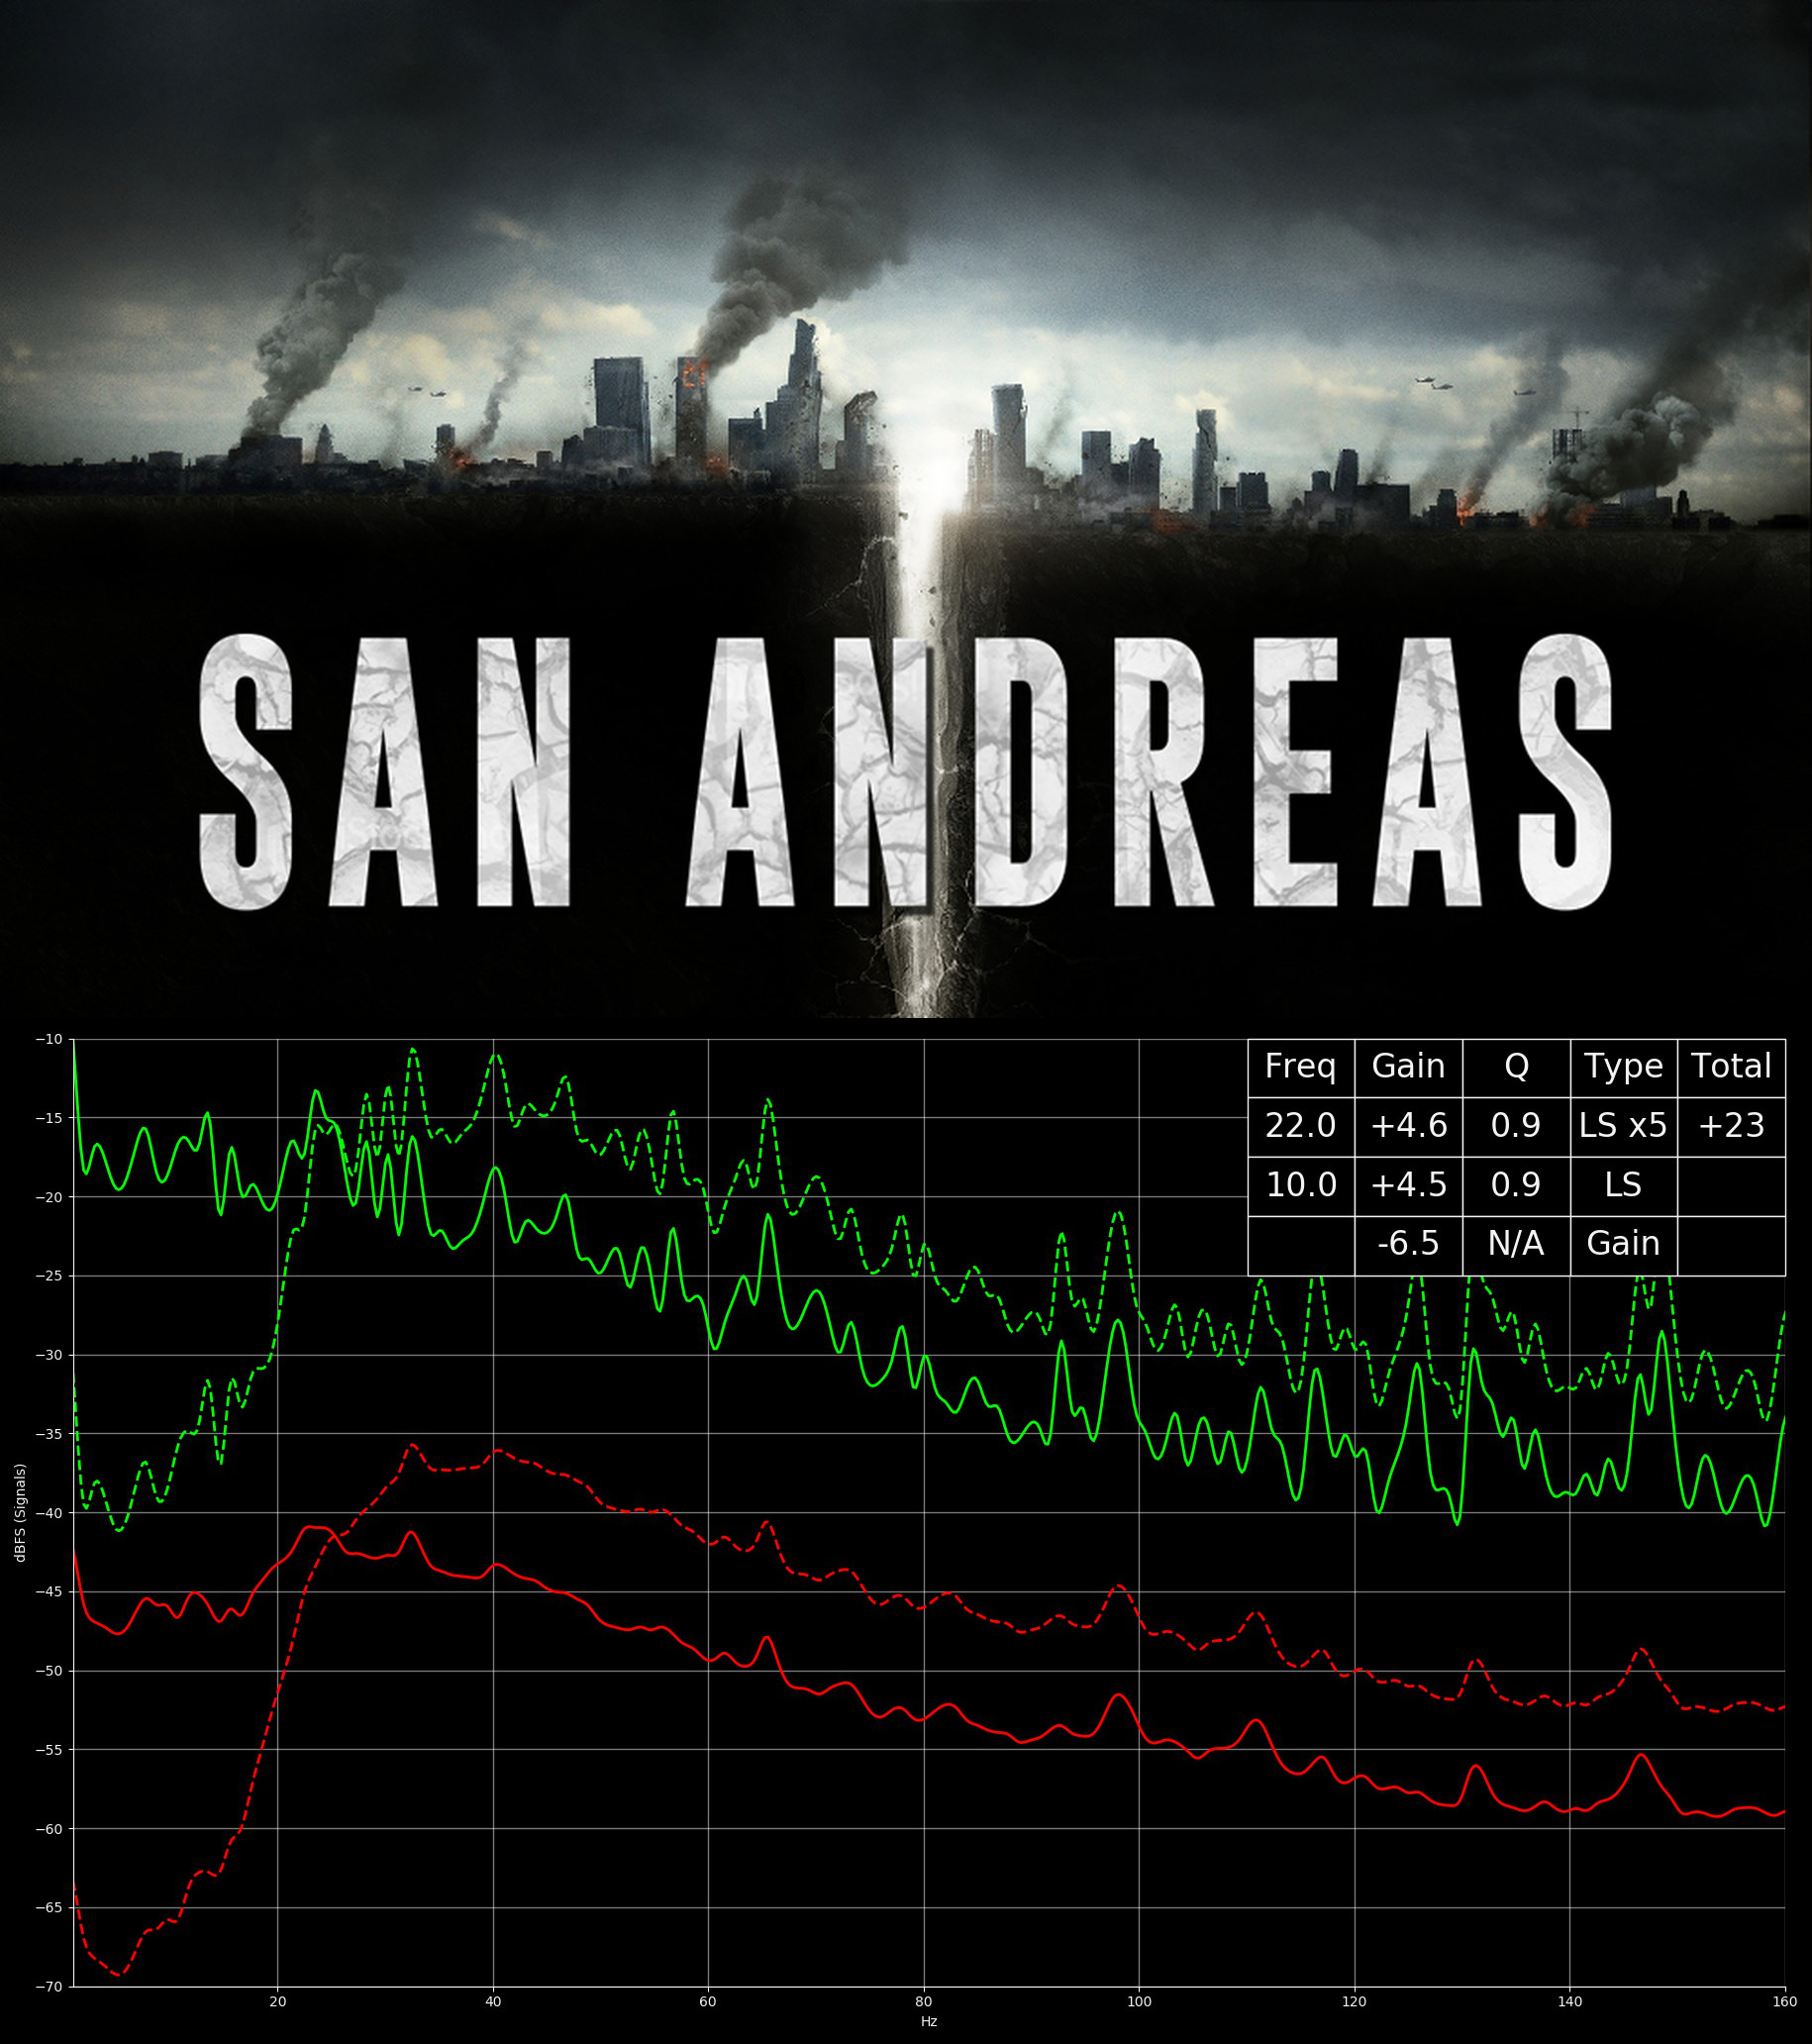 SAN ANDREAS
Freq Gain Q Type Total
22.0 +4.6 0.9 LS x5 +23
10.0 +4.5 0.9 LS
-6.5 N/A Gain
−10
−15
−20
−25
−30
−35
−40
−45
−50
−55
−60
−65
−70
dBFS (Signals)
20 40 60 80 100 120 140 160
Hz